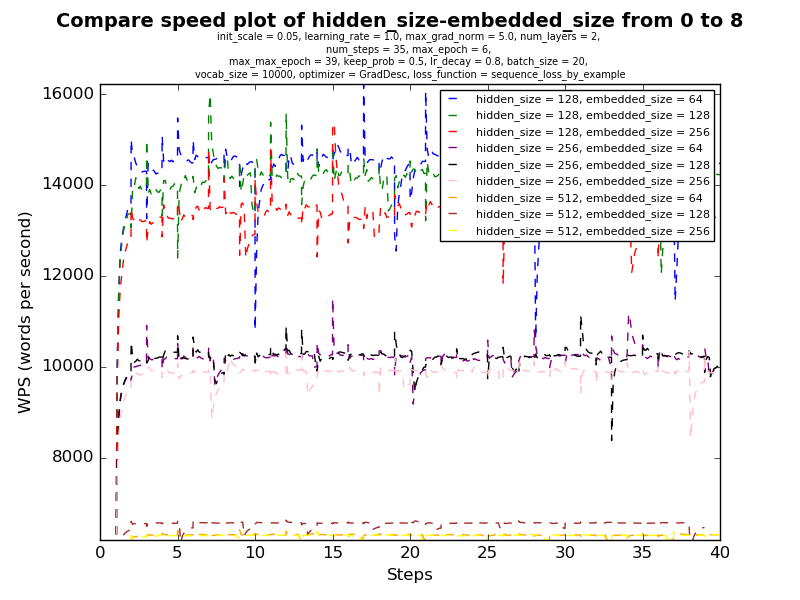 Compare speed plot of hidden_size-embedded_size from 0 to 8
init_scale = 0.05, learning_rate = 1.0, max_grad_norm = 5.0, num_layers = 2,
num_steps = 35, max_epoch = 6,
max_max_epoch = 39, keep_prob = 0.5, lr_decay = 0.8, batch_size = 20,
vocab_size = 10000, optimizer = GradDesc, loss_function = sequence_loss_by_example
16000
14000
12000
10000
8000
WPS (words per second)
hidden_size = 128, embedded_size = 64
hidden_size = 128, embedded_size = 128
hidden_size = 128, embedded_size = 256
hidden_size = 256, embedded_size = 64
hidden_size = 256, embedded_size = 128
hidden_size = 256, embedded_size = 256
hidden_size = 512, embedded_size = 64
hidden_size = 512, embedded_size = 128
hidden_size = 512, embedded_size = 256
0 5 10 15 20 25 30 35 40
Steps